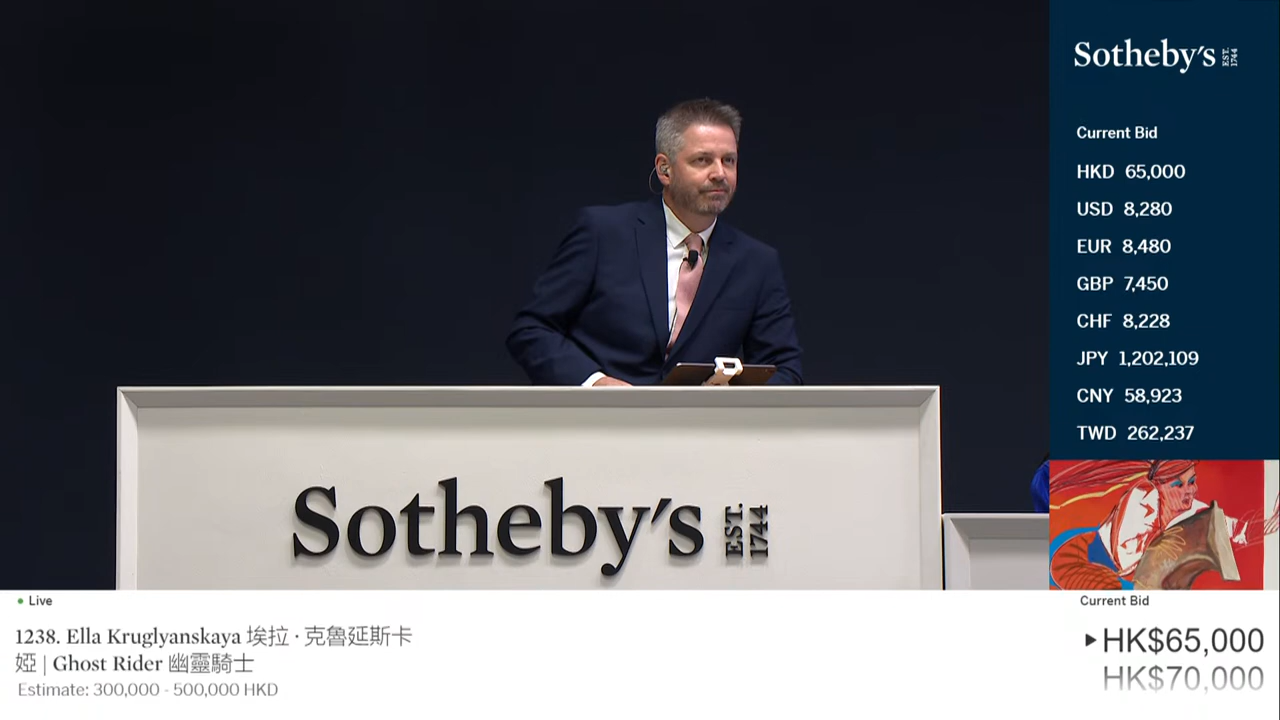 Sotheby's EST. 1744
Current Bid
HKD 65,000
USD 8,280
EUR 8,480
GBP 7,450
CHF 8,228
JPY 1,202,109
CNY 58,923
TWD 262,237
Sotheby's EST. 1744
Live
1238. Ella Kruglyanskaya 埃拉·克魯延斯卡
婭 | Ghost Rider 幽靈騎士
Estimate: 300,000 - 500,000 HKD
Current Bid
HK$65,000
HK$70,000